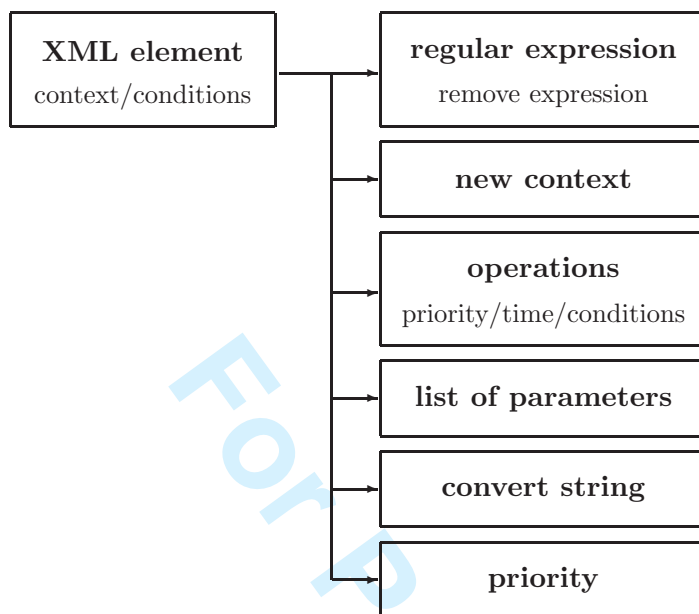 XML element
context/conditions
regular expression
remove expression
new context
operations
priority/time/conditions
list of parameters
convert string
priority
For P